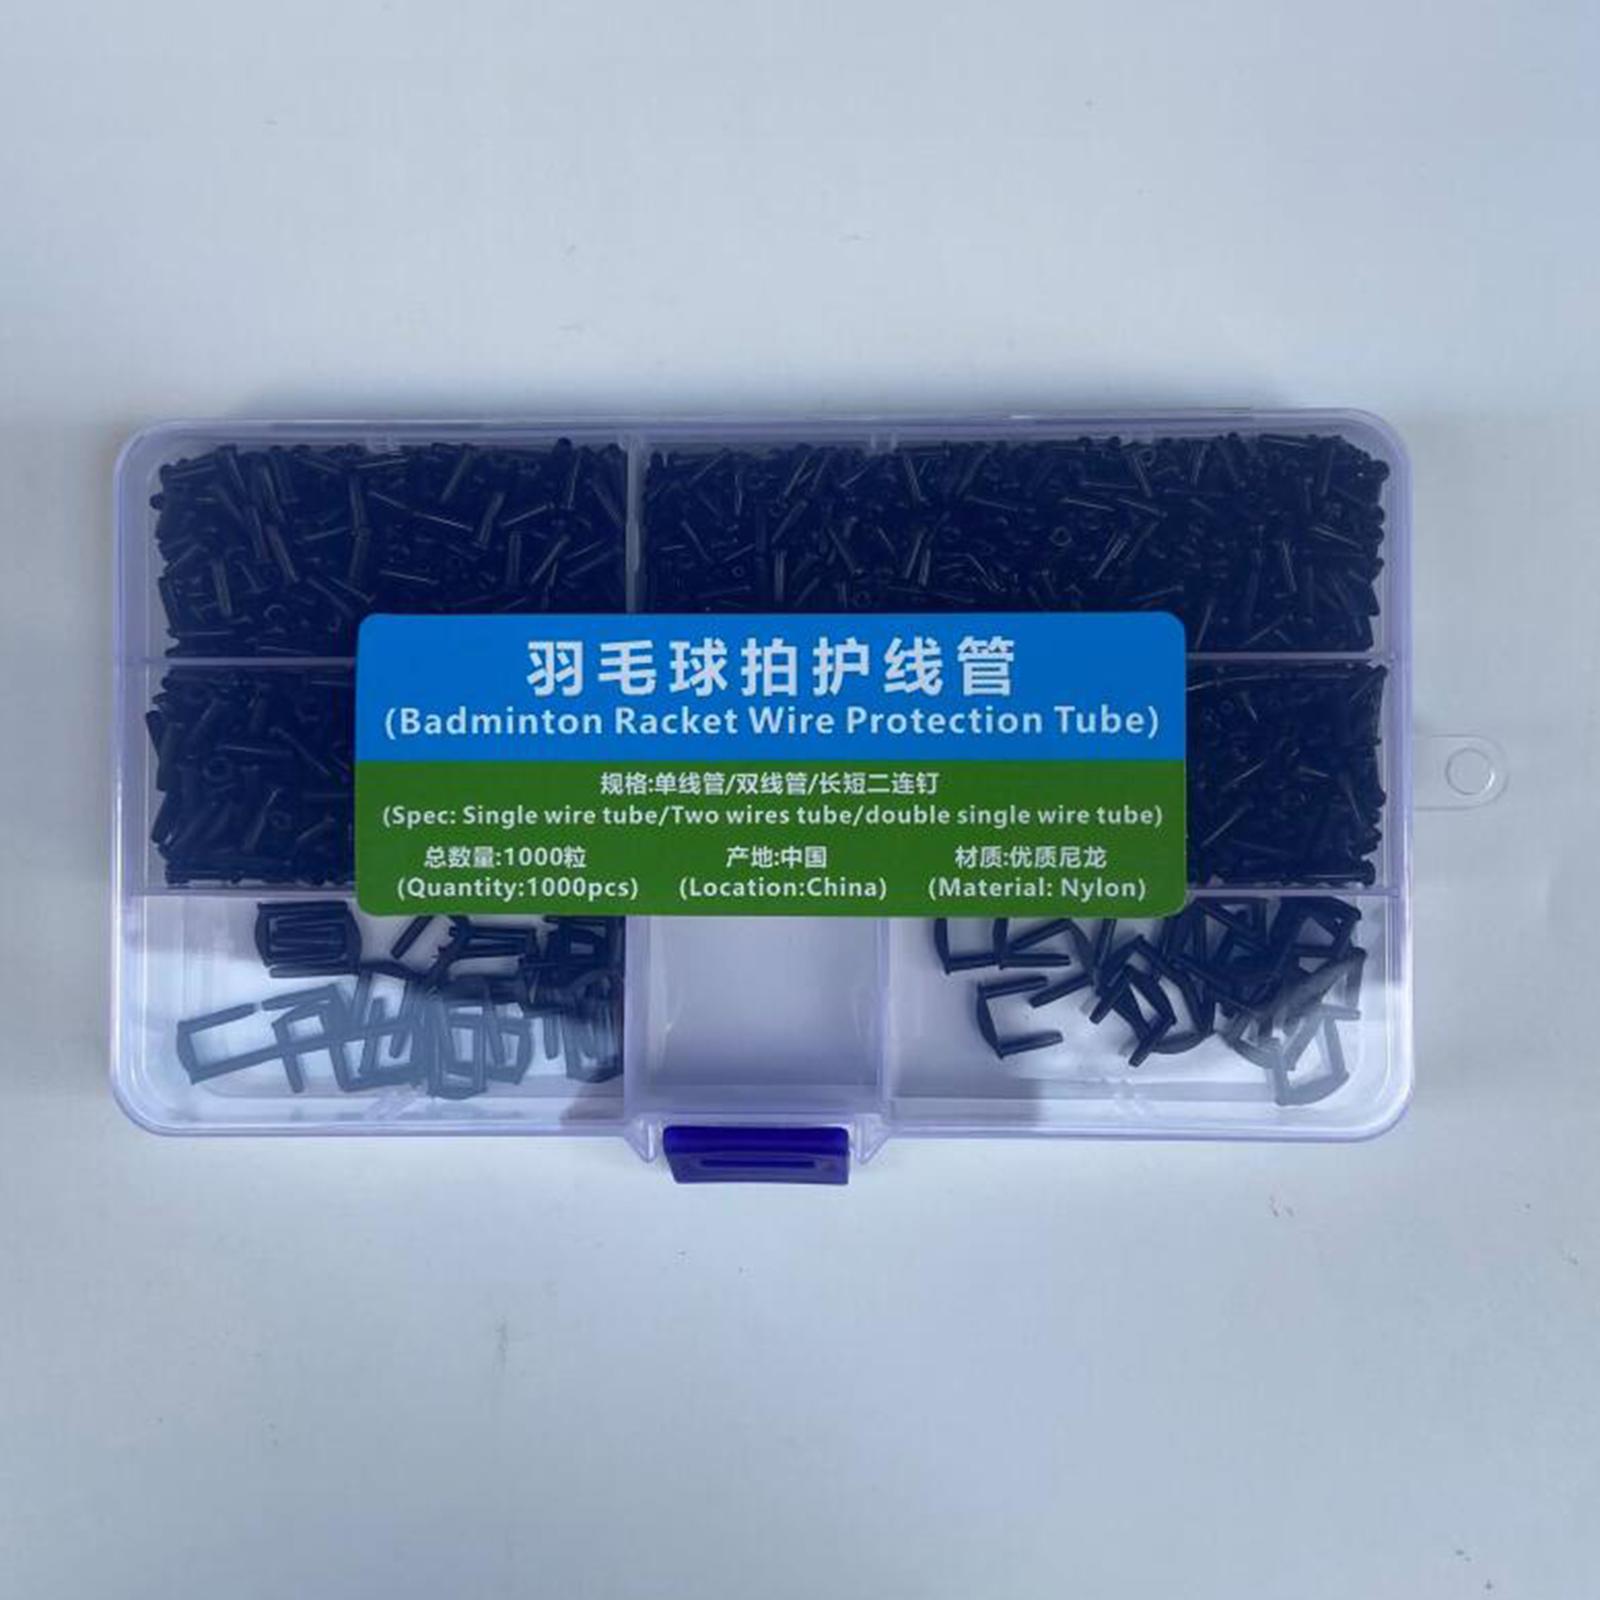 羽毛球拍护线管
(Badminton Racket Wire Protection Tube)
规格:单线管/双线管/长短二连钉
(Spec: Single wire tube/Two wires tube/double single wire tube)
总数量:1000粒 产地:中国 材质:优质尼龙
(Quantity:1000pcs) (Location:China) (Material: Nylon)